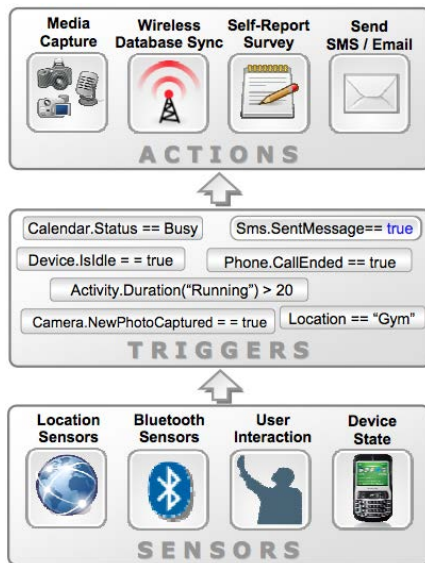 Media Capture
Wireless Database Sync
Self-Report Survey
Send SMS / Email
ACTIONS
Calendar.Status == Busy
Sms.SentMessage== true
Device.IsIdle = = true
Phone.CallEnded == true
Activity.Duration(“Running”) > 20
Camera.NewPhotoCaptured = = true
Location == “Gym”
TRIGGERS
Location Sensors
Bluetooth Sensors
User Interaction
Device State
SENSORS